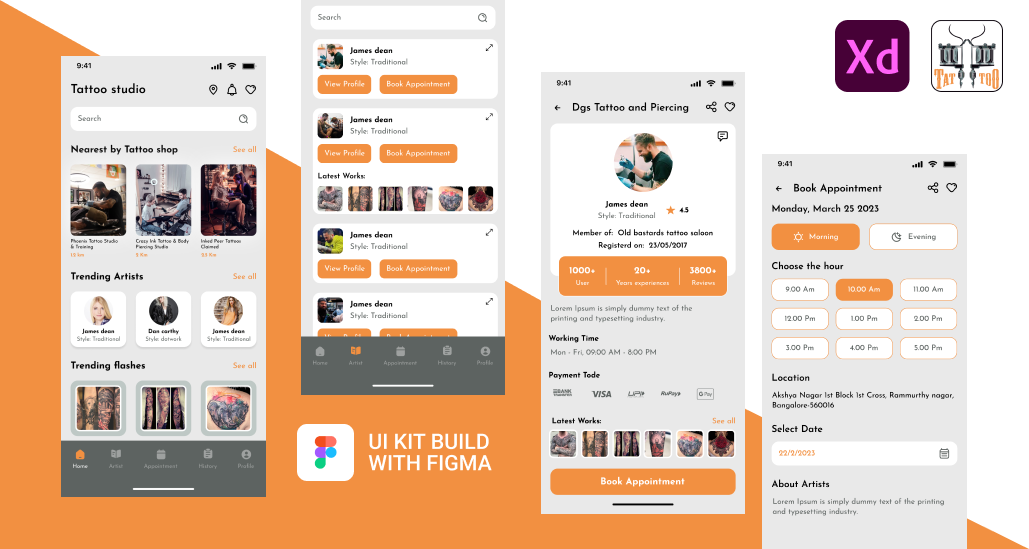 9:41
Tattoo studio
Search
Nearest by Tattoo shop
See all
Phoenix Tattoo Studio
& Training
1.2 km
Crazy Ink Tattoo & Body
Piercing Studio
5 Km
Inked Peer Tattoos
Claimed
2.5 Km
Trending Artists
See all
James dean
Style: Traditional
Dan carthy
Style: dotwork
James dean
Style: Traditional
Trending flashes
See all
Home
Artist
Appointment
History
Profile
Search
James dean
Style: Traditional
View Profile
Book Appointment
James dean
Style: Traditional
View Profile
Book Appointment
Latest Works:
James dean
Style: Traditional
View Profile
Book Appointment
James dean
Style: Traditional
View Profile
Book Appointment
Home
Artist
Appointment
History
Profile
UI KIT BUILD
WITH FIGMA
9:41
Dgs Tattoo and Piercing
James dean
Style: Traditional
4.5
Member of: Old bastards tattoo saloon
Registerd on: 23/05/2017
1000+
User
20+
Years experiences
3800+
Reviews
Lorem Ipsum is simply dummy text of the
printing and typesetting industry.
Working Time
Mon - Fri, 09:00 AM - 8:00 PM
Payment Tode
BANK
TRANSFER
VISA
UPI
RuPay
G Pay
Latest Works:
See all
Book Appointment
Xd
TATTOO
9:41
Book Appointment
Monday, March 25 2023
Morning
Evening
Choose the hour
9.00 Am
10.00 Am
11.00 Am
12.00 Pm
1.00 Pm
2.00 Pm
3.00 Pm
4.00 Pm
5.00 Pm
Location
Akshya Nagar 1st Block 1st Cross, Rammurthy nagar,
Bangalore-560016
Select Date
22/2/2023
About Artists
Lorem Ipsum is simply dummy text of the printing
and typesetting industry.